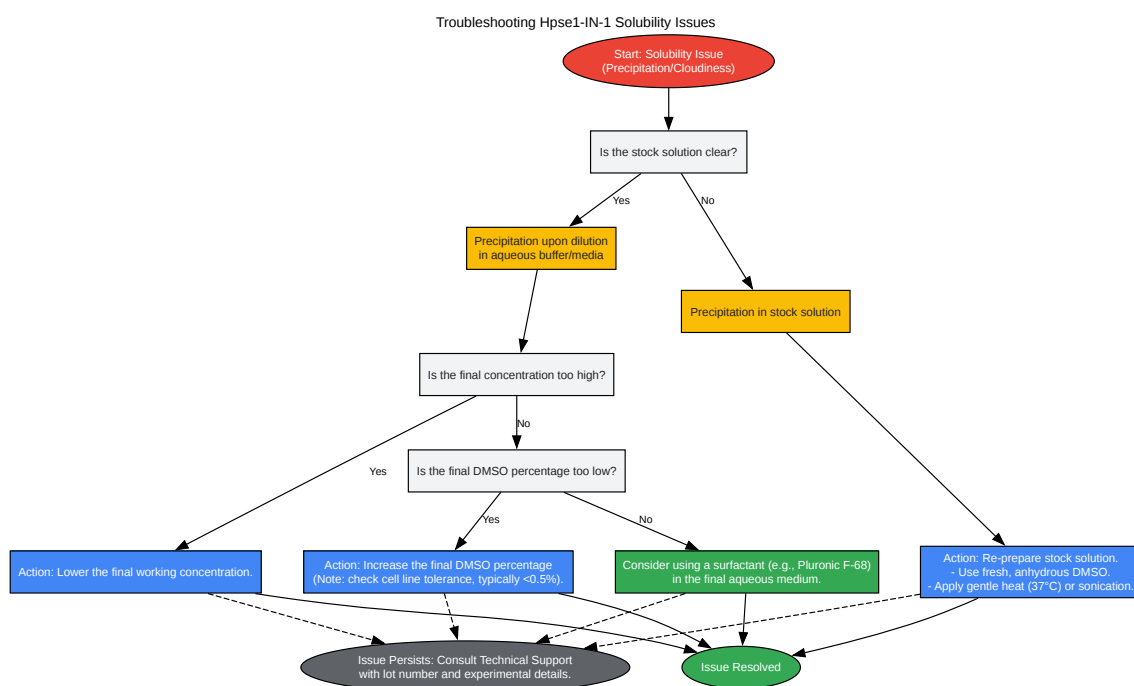 Troubleshooting Hpse1-IN-1 Solubility Issues
Start: Solubility Issue
(Precipitation/Cloudiness)
Is the stock solution clear?
Yes
No
Precipitation upon dilution
in aqueous buffer/media
Precipitation in stock solution
Is the final concentration too high?
No
Yes
Is the final DMSO percentage too low?
Yes
No
Action: Lower the final working concentration.
Action: Increase the final DMSO percentage
(Note: check cell line tolerance, typically <0.5%).
Consider using a surfactant (e.g., Pluronic F-68)
in the final aqueous medium.
Action: Re-prepare stock solution.
- Use fresh, anhydrous DMSO.
- Apply gentle heat (37°C) or sonication.
Issue Persists: Consult Technical Support
with lot number and experimental details.
Issue Resolved